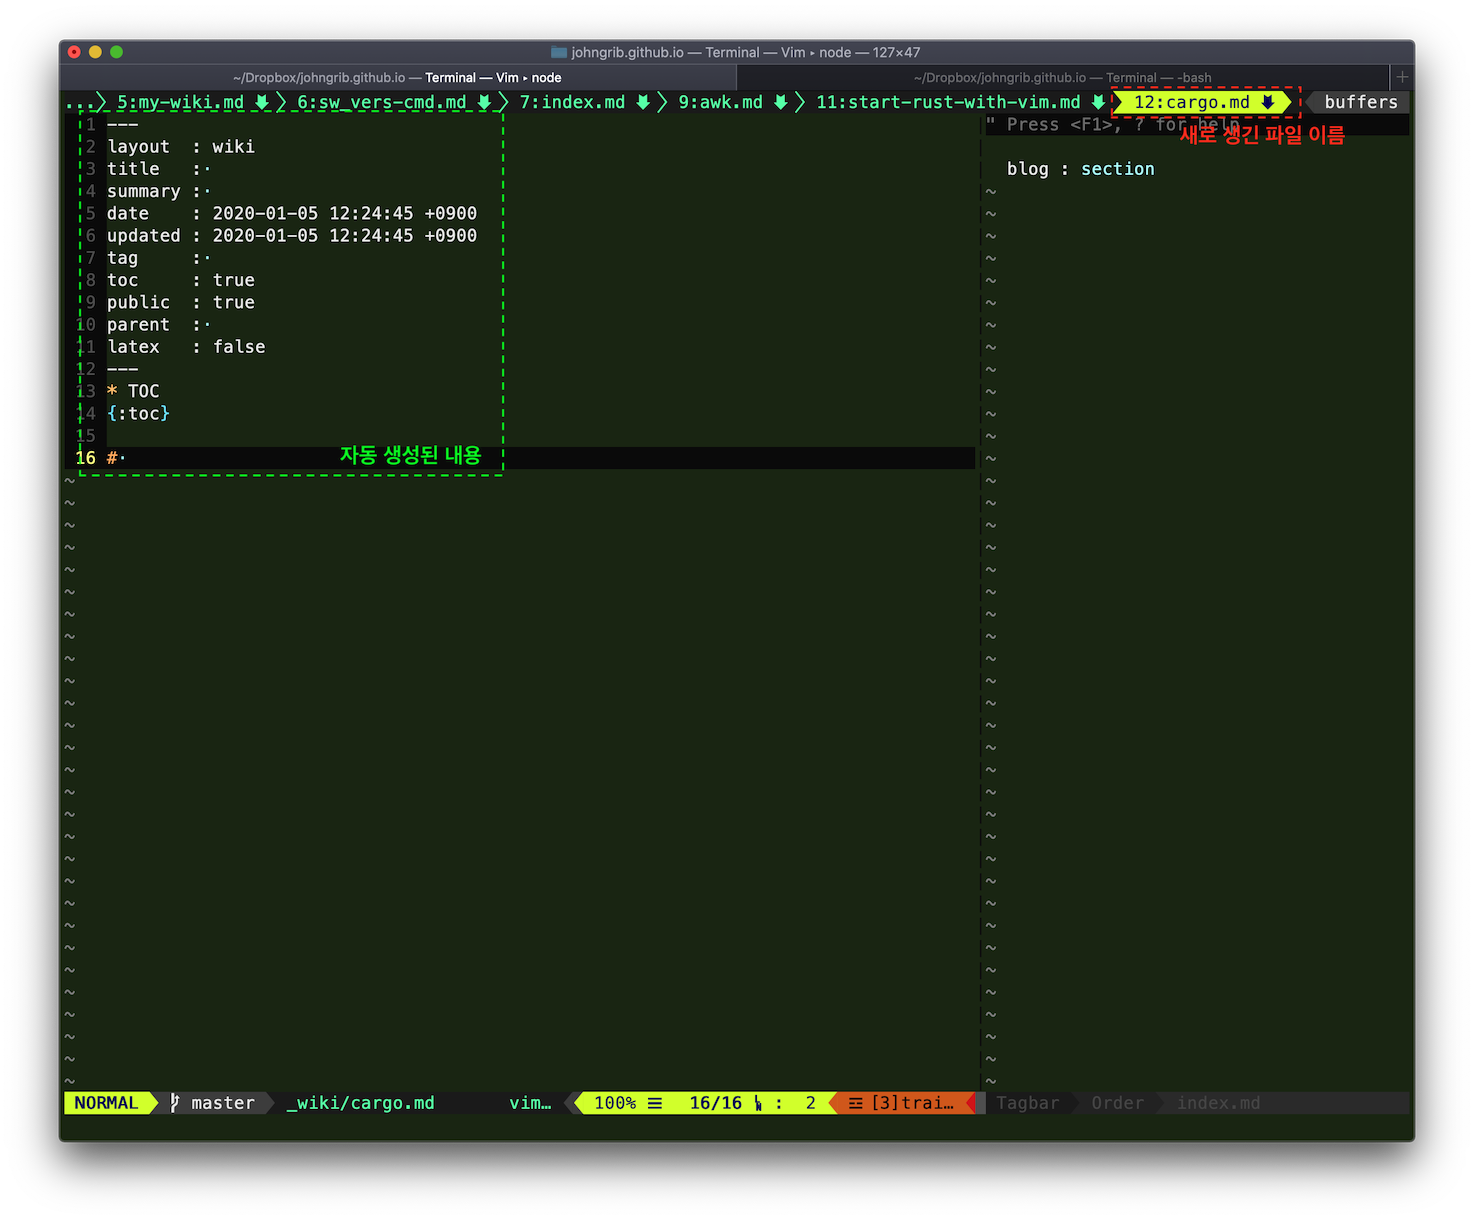 johngrib.github.io — Terminal — Vim ▸ node — 127×47
~/Dropbox/johngrib.github.io — Terminal — Vim ▸ node
~/Dropbox/johngrib.github.io — Terminal — -bash
+
... 5:my-wiki.md 6:sw_vers-cmd.md 7:index.md 9:awk.md 11:start-rust-with-vim.md 12:cargo.md buffers
새로 생긴 파일 이름
1 ---
2 layout  : wiki
3 title   :·
4 summary :·
5 date    : 2020-01-05 12:24:45 +0900
6 updated : 2020-01-05 12:24:45 +0900
7 tag     :·
8 toc     : true
9 public  : true
10 parent  :·
11 latex   : false
12 ---
13 * TOC
14 {:toc}
15
16 #·
자동 생성된 내용
" Press <F1>, ? for help
blog : section
NORMAL master _wiki/cargo.md vim… 100% ☰ 16/16 : 2 ☲ [3]trai…
Tagbar Order index.md